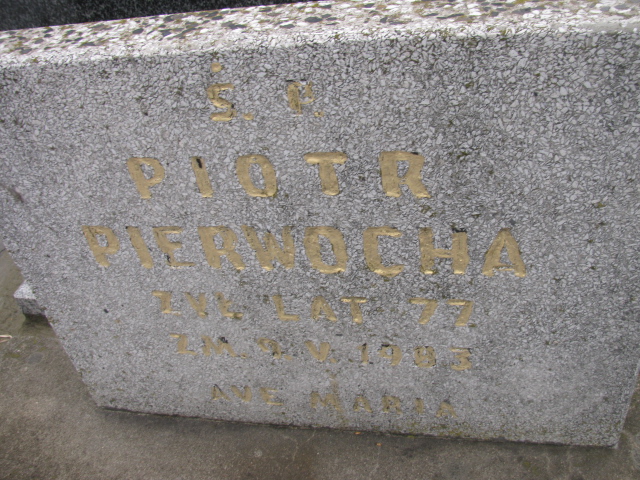 Ś. P.
PIOTR
PIERWOCHA
ŻYŁ LAT 77
ZM. 9. V. 1983
AVE MARIA